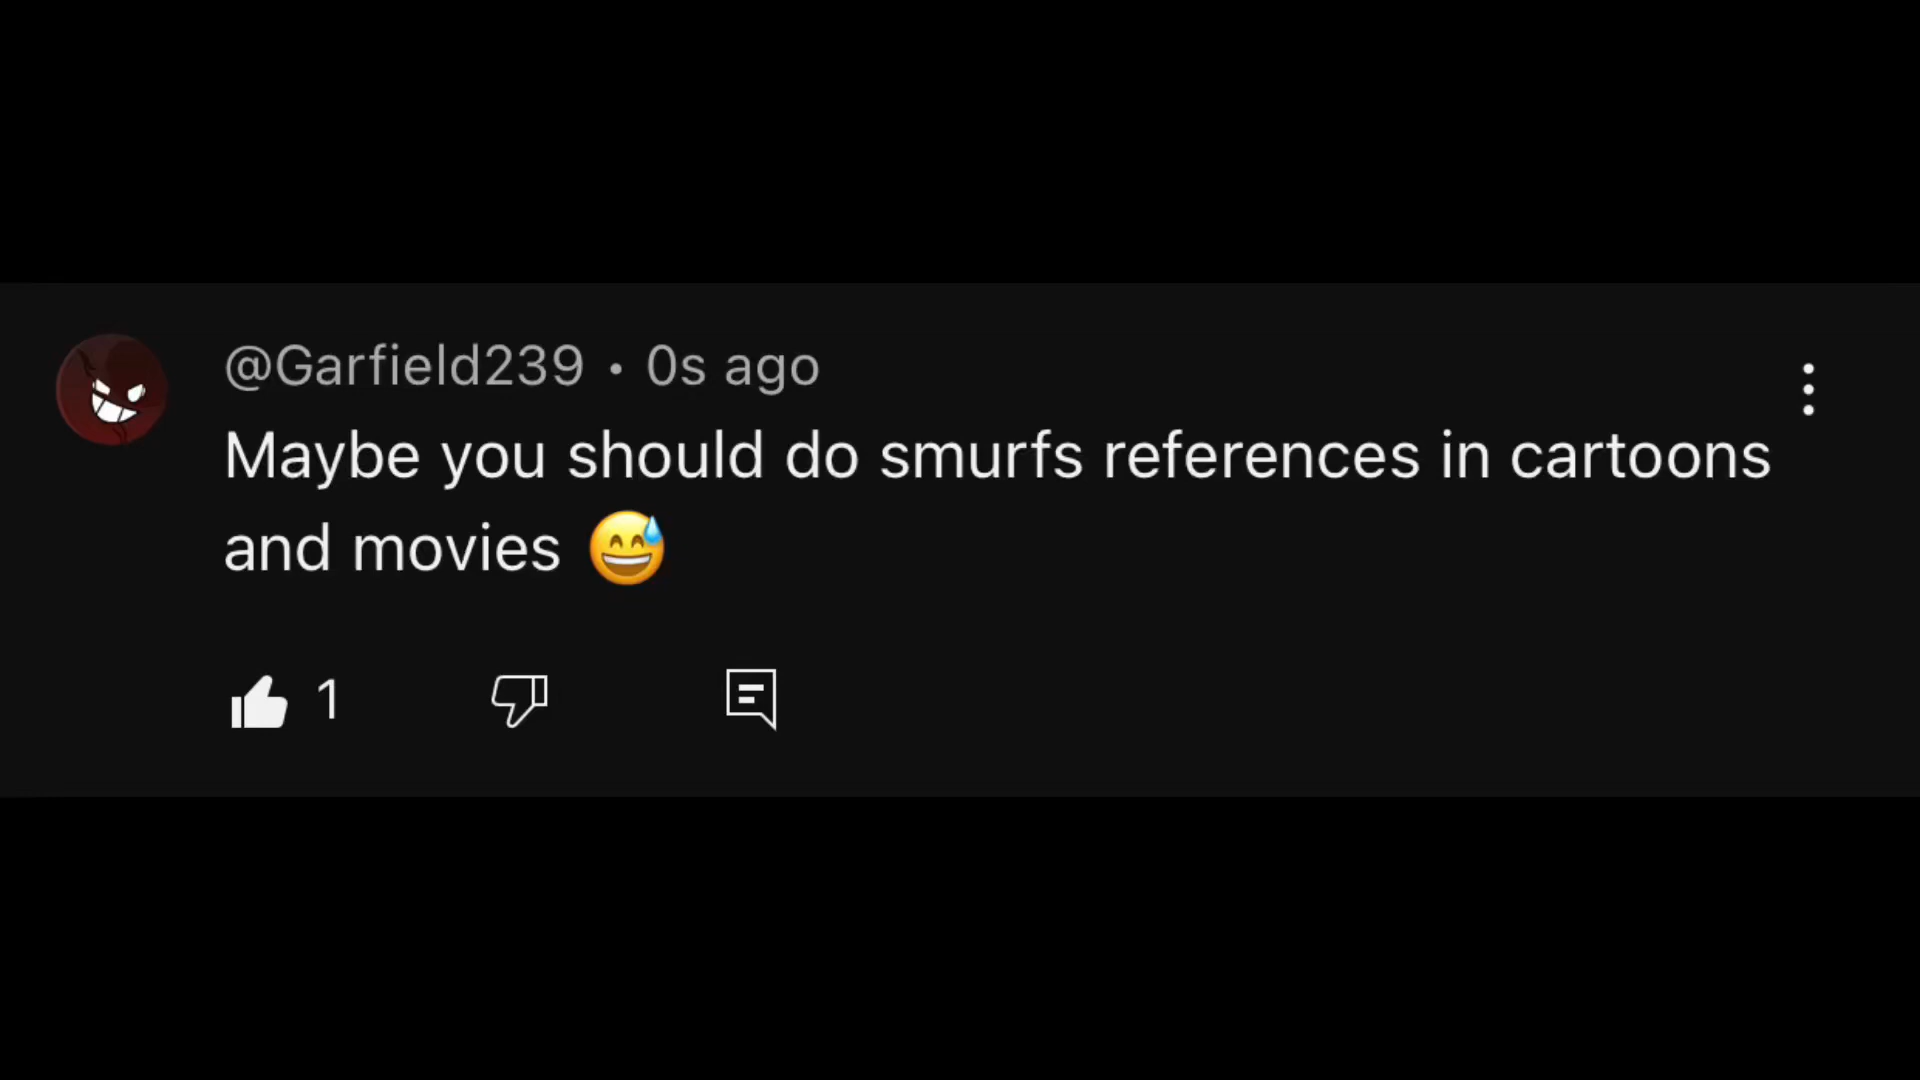 @Garfield239 • 0s ago
Maybe you should do smurfs references in cartoons
and movies 😅
1